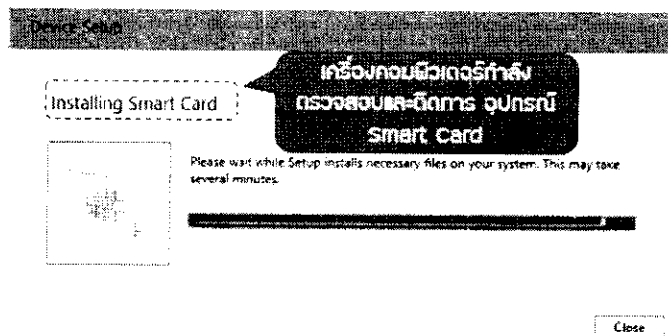 Device Setup
Installing Smart Card
เครื่องคอมพิวเตอร์กำลัง
ตรวจสอบและติดการ อุปกรณ์
Smart Card
Please wait while Setup installs necessary files on your system. This may take
several minutes.
Close